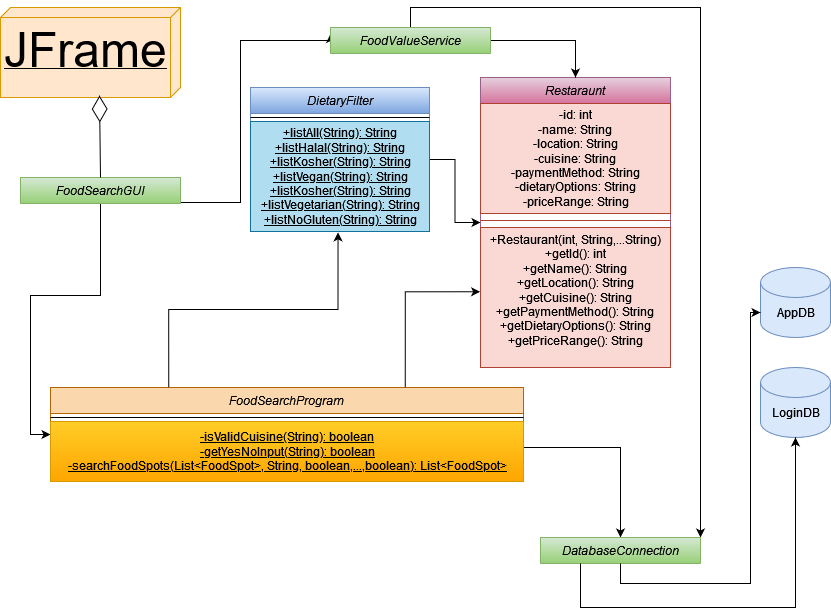 JFrame
FoodValueService
DietaryFilter
+listAll(String): String
+listHalal(String): String
+listKosher(String): String
+listVegan(String): String
+listKosher(String): String
+listVegetarian(String): String
+listNoGluten(String): String
Restaraunt
-id: int
-name: String
-location: String
-cuisine: String
-paymentMethod: String
-dietaryOptions: String
-priceRange: String
+Restaurant(int, String,...String)
+getId(): int
+getName(): String
+getLocation(): String
+getCuisine(): String
+getPaymentMethod(): String
+getDietaryOptions(): String
+getPriceRange(): String
FoodSearchGUI
AppDB
LoginDB
FoodSearchProgram
-isValidCuisine(String): boolean
-getYesNoInput(String): boolean
-searchFoodSpots(List<FoodSpot>, String, boolean,...,boolean): List<FoodSpot>
DatabaseConnection